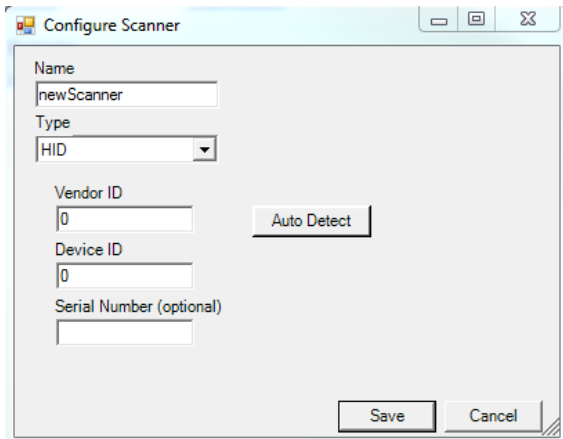 Configure Scanner
Name
newScanner
Type
HID
Vendor ID
0
Auto Detect
Device ID
0
Serial Number (optional)
Save
Cancel